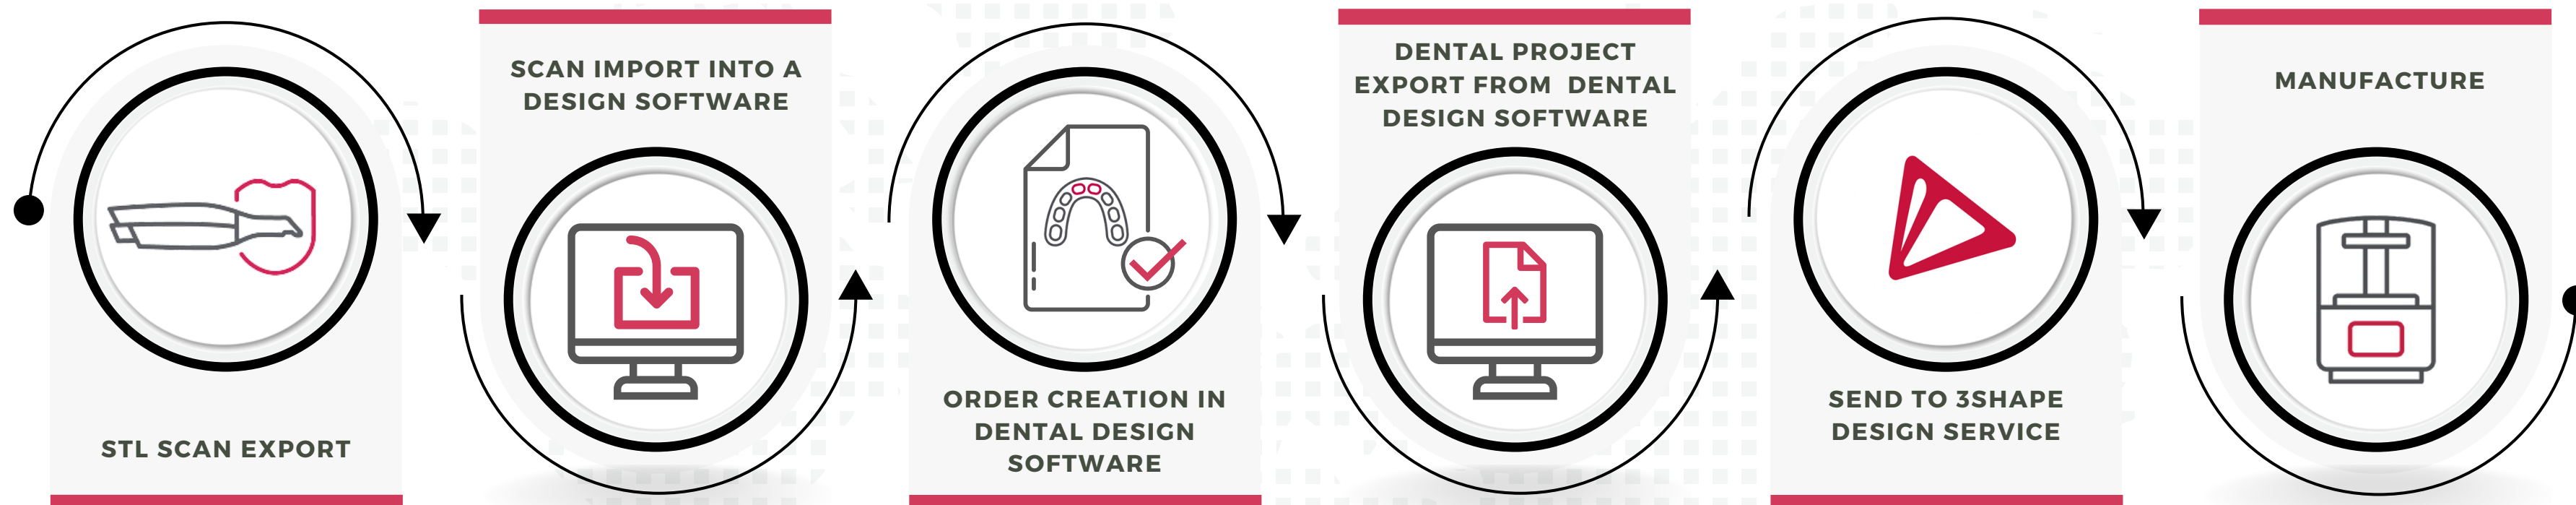 STL SCAN EXPORT
SCAN IMPORT INTO A
DESIGN SOFTWARE
ORDER CREATION IN
DENTAL DESIGN
SOFTWARE
DENTAL PROJECT
EXPORT FROM DENTAL
DESIGN SOFTWARE
SEND TO 3SHAPE
DESIGN SERVICE
MANUFACTURE